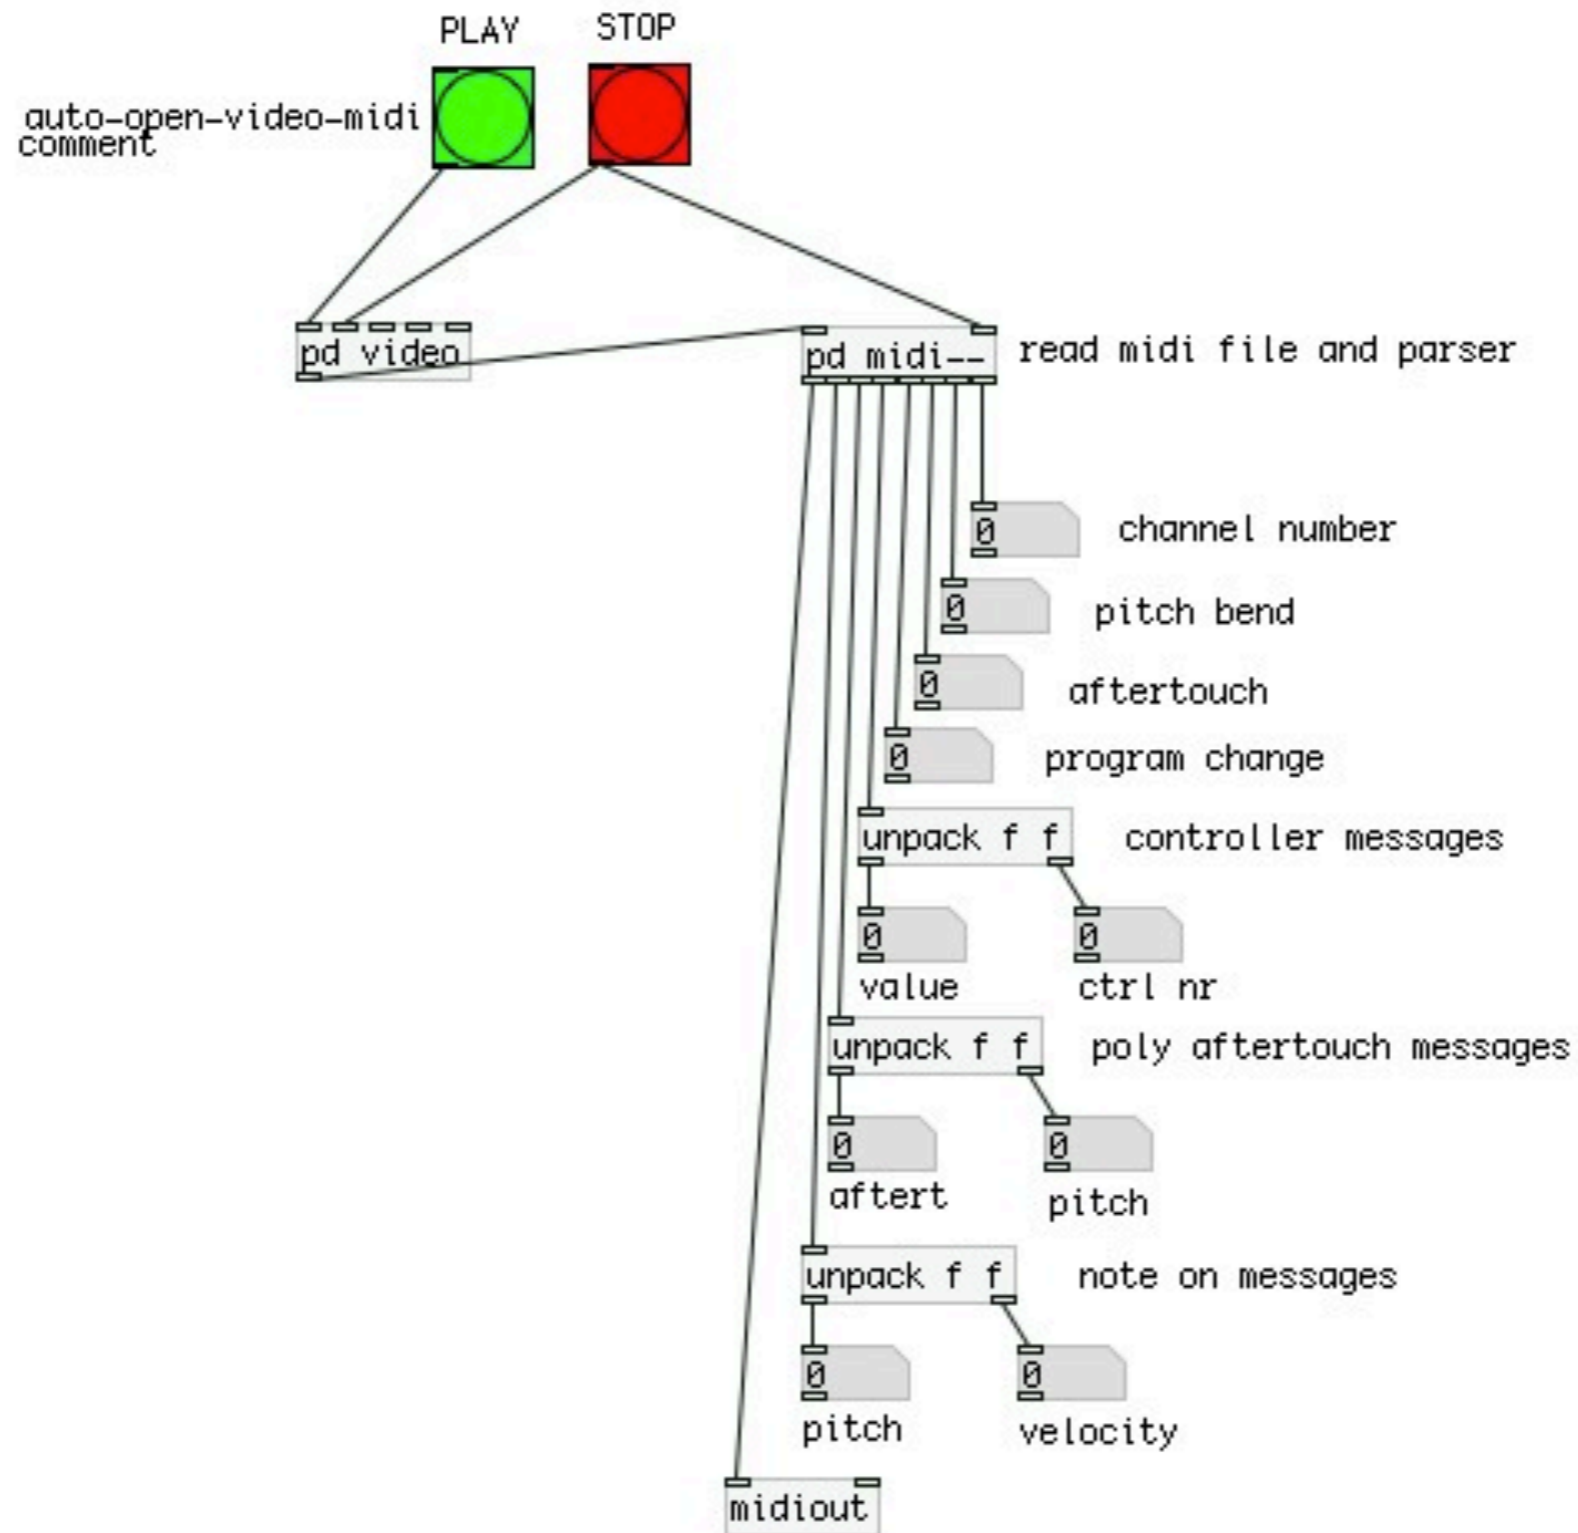 PLAY STOP
auto-open-video-midi
comment
pd video
pd midi-- read midi file and parser
0 channel number
0 pitch bend
0 aftertouch
0 program change
unpack f f controller messages
0 0
value ctrl nr
unpack f f poly aftertouch messages
0 0
aftert pitch
unpack f f note on messages
0 0
pitch velocity
midiout